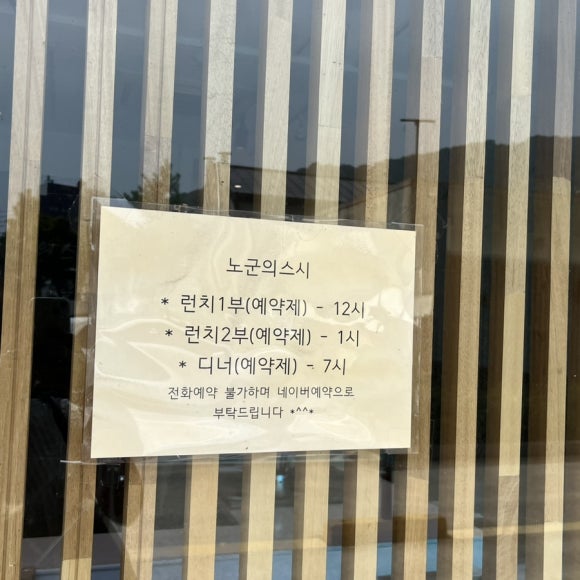 노군의스시
* 런치1부(예약제) - 12시
* 런치2부(예약제) - 1시
* 디너(예약제) - 7시
전화예약 불가하며 네이버예약으로
부탁드립니다 *^^*